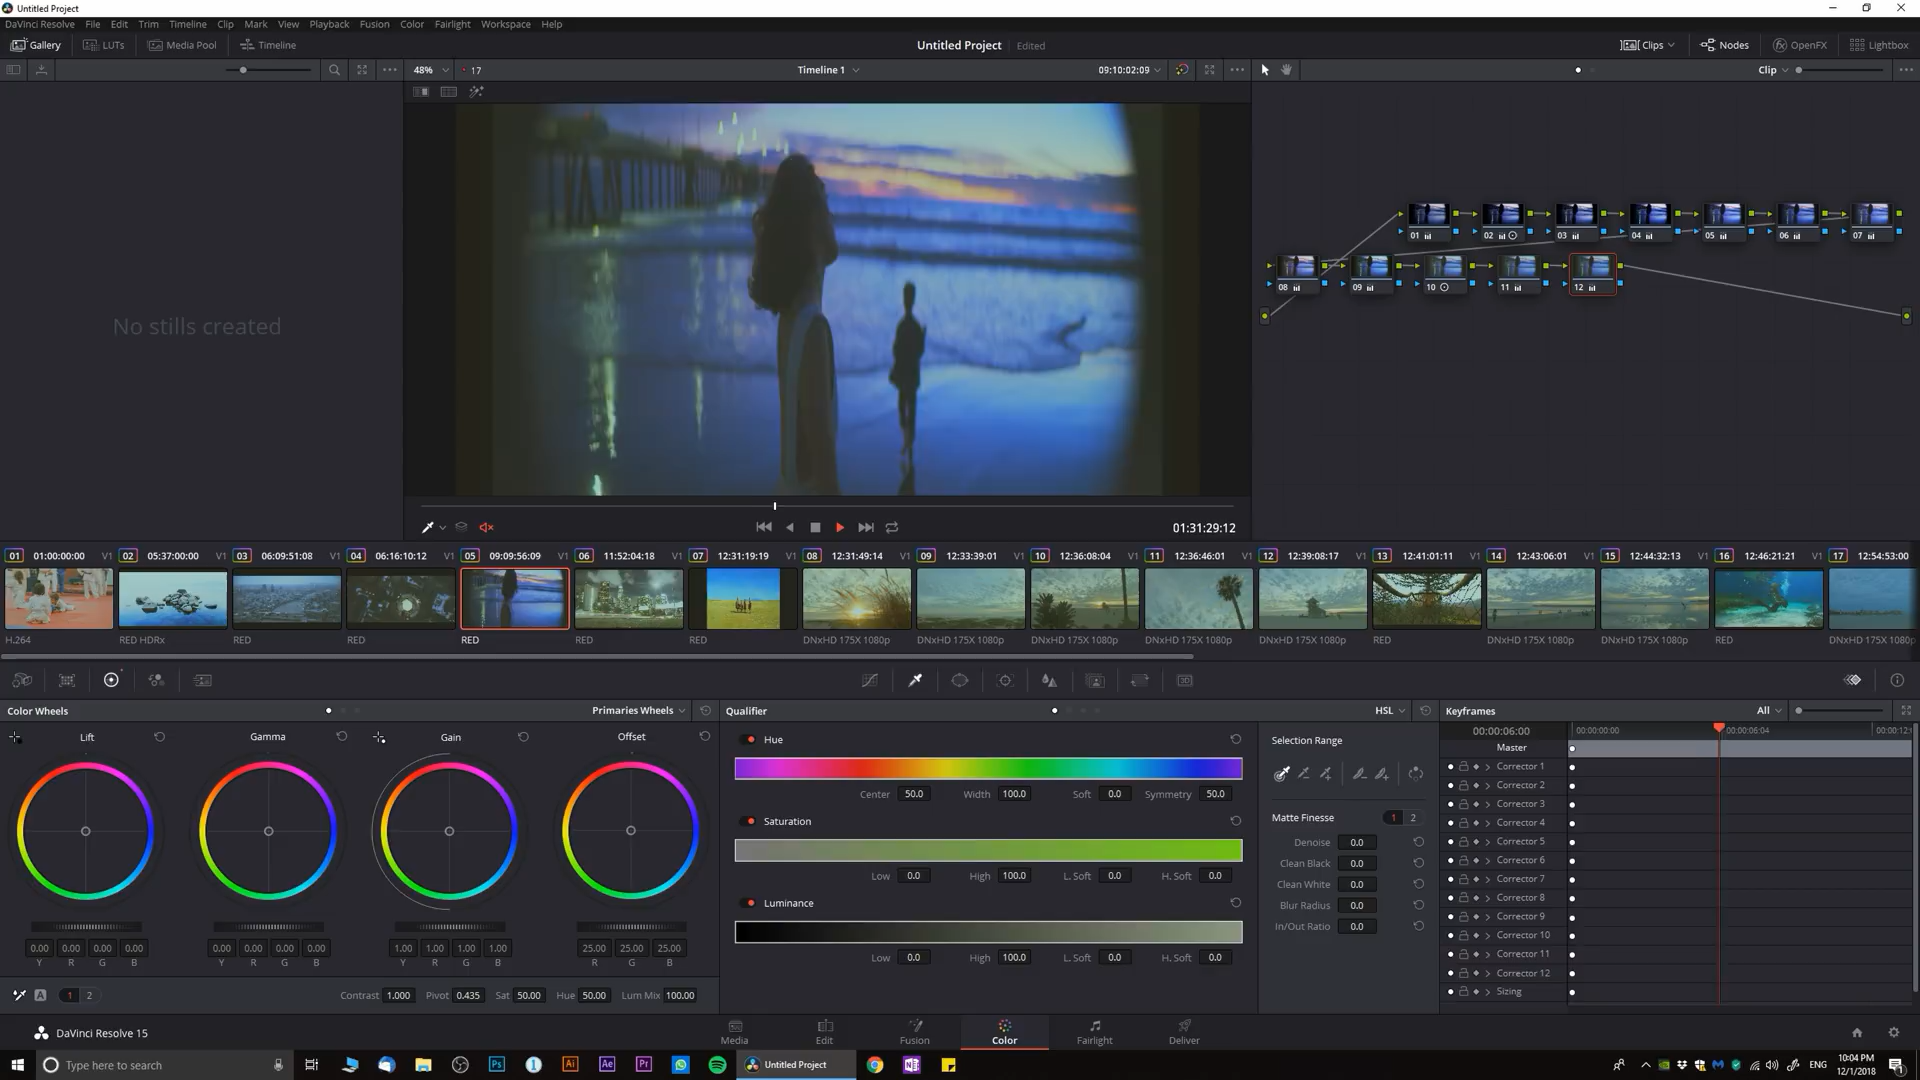 Untitled Project
DaVinci Resolve File Edit Trim Timeline Clip Mark View Playback Fusion Color Fairlight Workspace Help
Gallery LUTs Media Pool Timeline Untitled Project Edited Clips Nodes OpenFX Lightbox
48% 17 Timeline 1 09:10:02:09 Clip
01 02 03 04 05 06 07
08 09 10 11 12
No stills created
01:31:29:12
01 01:00:00:00 V1 02 05:37:00:00 V1 03 06:09:51:08 V1 04 06:16:10:12 V1 05 09:09:56:09 V1 06 11:52:04:18 V1 07 12:31:19:19 V1 08 12:31:49:14 V1 09 12:33:39:01 V1 10 12:36:08:04 V1 11 12:36:46:01 V1 12 12:39:08:17 V1 13 12:41:01:11 V1 14 12:43:06:01 V1 15 12:44:32:13 V1 16 12:46:21:21 V1 17 12:54:53:00
H.264 RED HDRx RED RED RED RED RED DNxHD 175X 1080p DNxHD 175X 1080p DNxHD 175X 1080p DNxHD 175X 1080p DNxHD 175X 1080p RED DNxHD 175X 1080p DNxHD 175X 1080p RED DNxHD 175X 1080p
Color Wheels Primaries Wheels Qualifier HSL Keyframes All
Lift Gamma Gain Offset
0.00 0.00 0.00 0.00 0.00 0.00 0.00 0.00 1.00 1.00 1.00 1.00 25.00 25.00 25.00
Y R G B Y R G B Y R G B R G B
A 1 2 Contrast 1.000 Pivot 0.435 Sat 50.00 Hue 50.00 Lum Mix 100.00
Hue
Center 50.0 Width 100.0 Soft 0.0 Symmetry 50.0
Saturation
Low 0.0 High 100.0 L. Soft 0.0 H. Soft 0.0
Luminance
Low 0.0 High 100.0 L. Soft 0.0 H. Soft 0.0
Selection Range
Matte Finesse 1 2
Denoise 0.0
Clean Black 0.0
Clean White 0.0
Blur Radius 0.0
In/Out Ratio 0.0
00:00:06:00 00:00:00:00 00:00:06:04
Master
Corrector 1
Corrector 2
Corrector 3
Corrector 4
Corrector 5
Corrector 6
Corrector 7
Corrector 8
Corrector 9
Corrector 10
Corrector 11
Corrector 12
Sizing
DaVinci Resolve 15 Media Edit Fusion Color Fairlight Deliver
Type here to search Ps Ai Ae Pr Untitled Project ENG 10:04 PM
12/1/2018